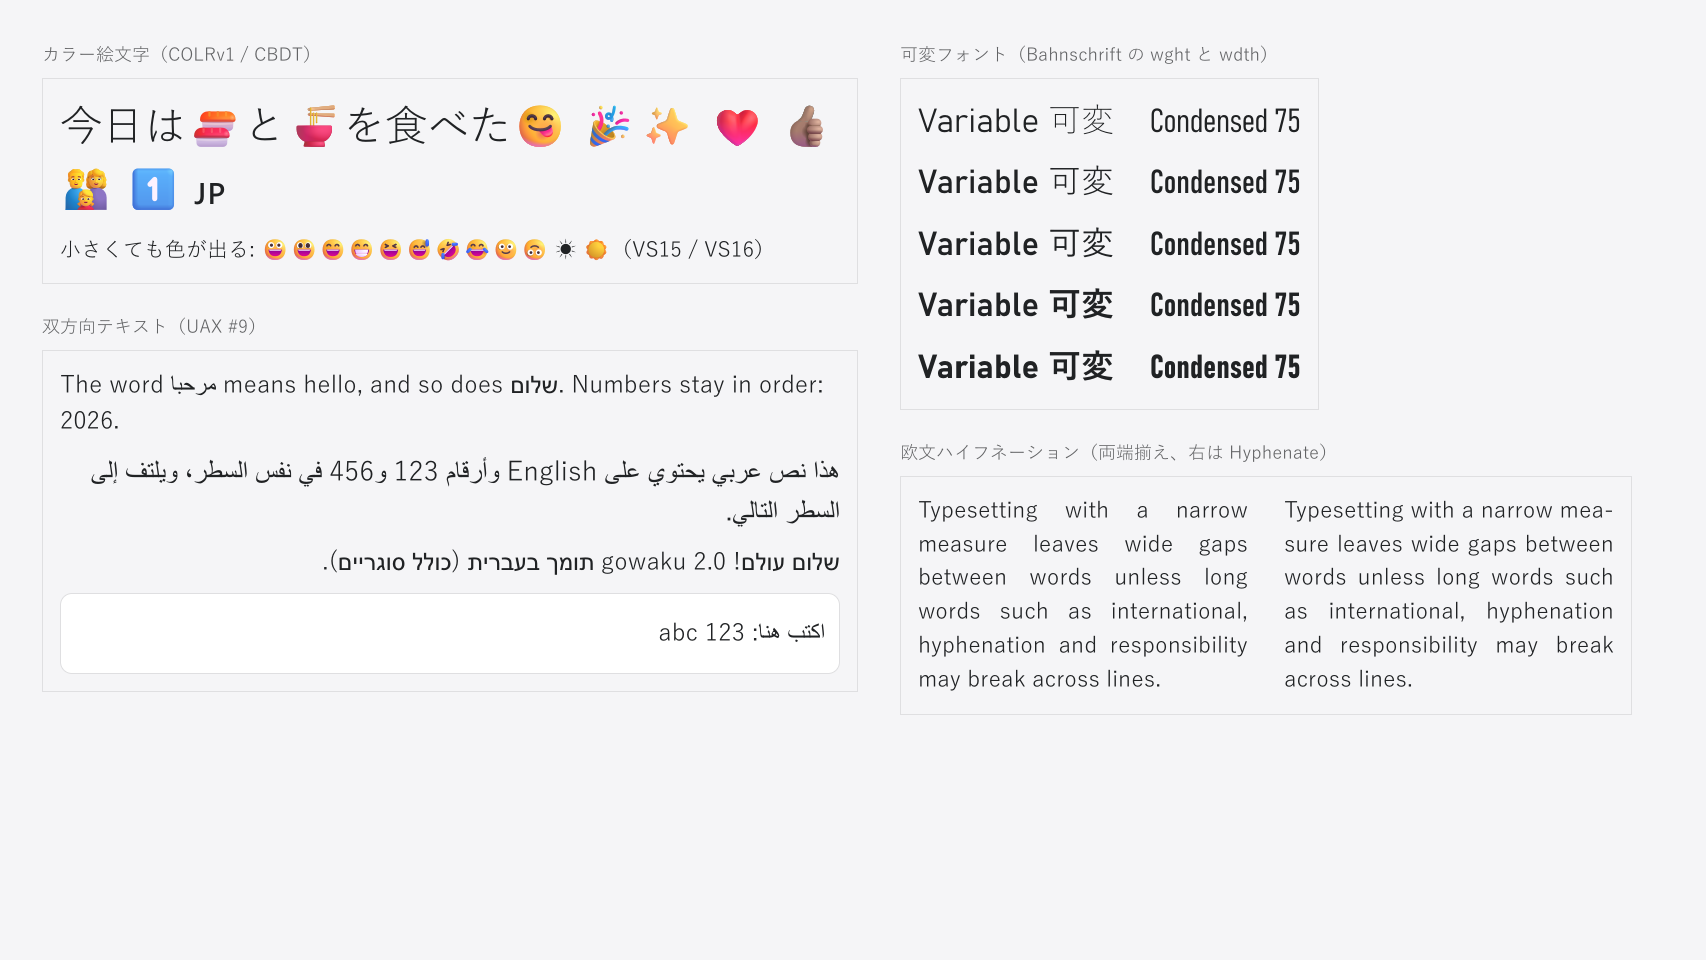 カラー絵文字（COLRv1 / CBDT）
今日は🍣と🍜を食べた😋 🎉✨ ❤️ 👍🏽
👨‍👩‍👧 1️⃣ JP
小さくても色が出る: 😀😃😄😁😆😅🤣😂🙂🙃☀︎☀️（VS15 / VS16）
双方向テキスト（UAX #9）
The word مرحبا means hello, and so does שלום. Numbers stay in order:
2026.
هذا نص عربي يحتوي على English وأرقام 123 و456 في نفس السطر، ويلتف إلى
السطر التالي.
שלום עולם! gowaku 2.0 תומך בעברית (כולל סוגריים).
اكتب هنا: abc 123
可変フォント（Bahnschrift の wght と wdth）
Variable 可変 Condensed 75
Variable 可変 Condensed 75
Variable 可変 Condensed 75
Variable 可変 Condensed 75
Variable 可変 Condensed 75
欧文ハイフネーション（両端揃え、右は Hyphenate）
Typesetting with a narrow
measure leaves wide gaps
between words unless long
words such as international,
hyphenation and responsibility
may break across lines.
Typesetting with a narrow mea-
sure leaves wide gaps between
words unless long words such
as international, hyphenation
and responsibility may break
across lines.